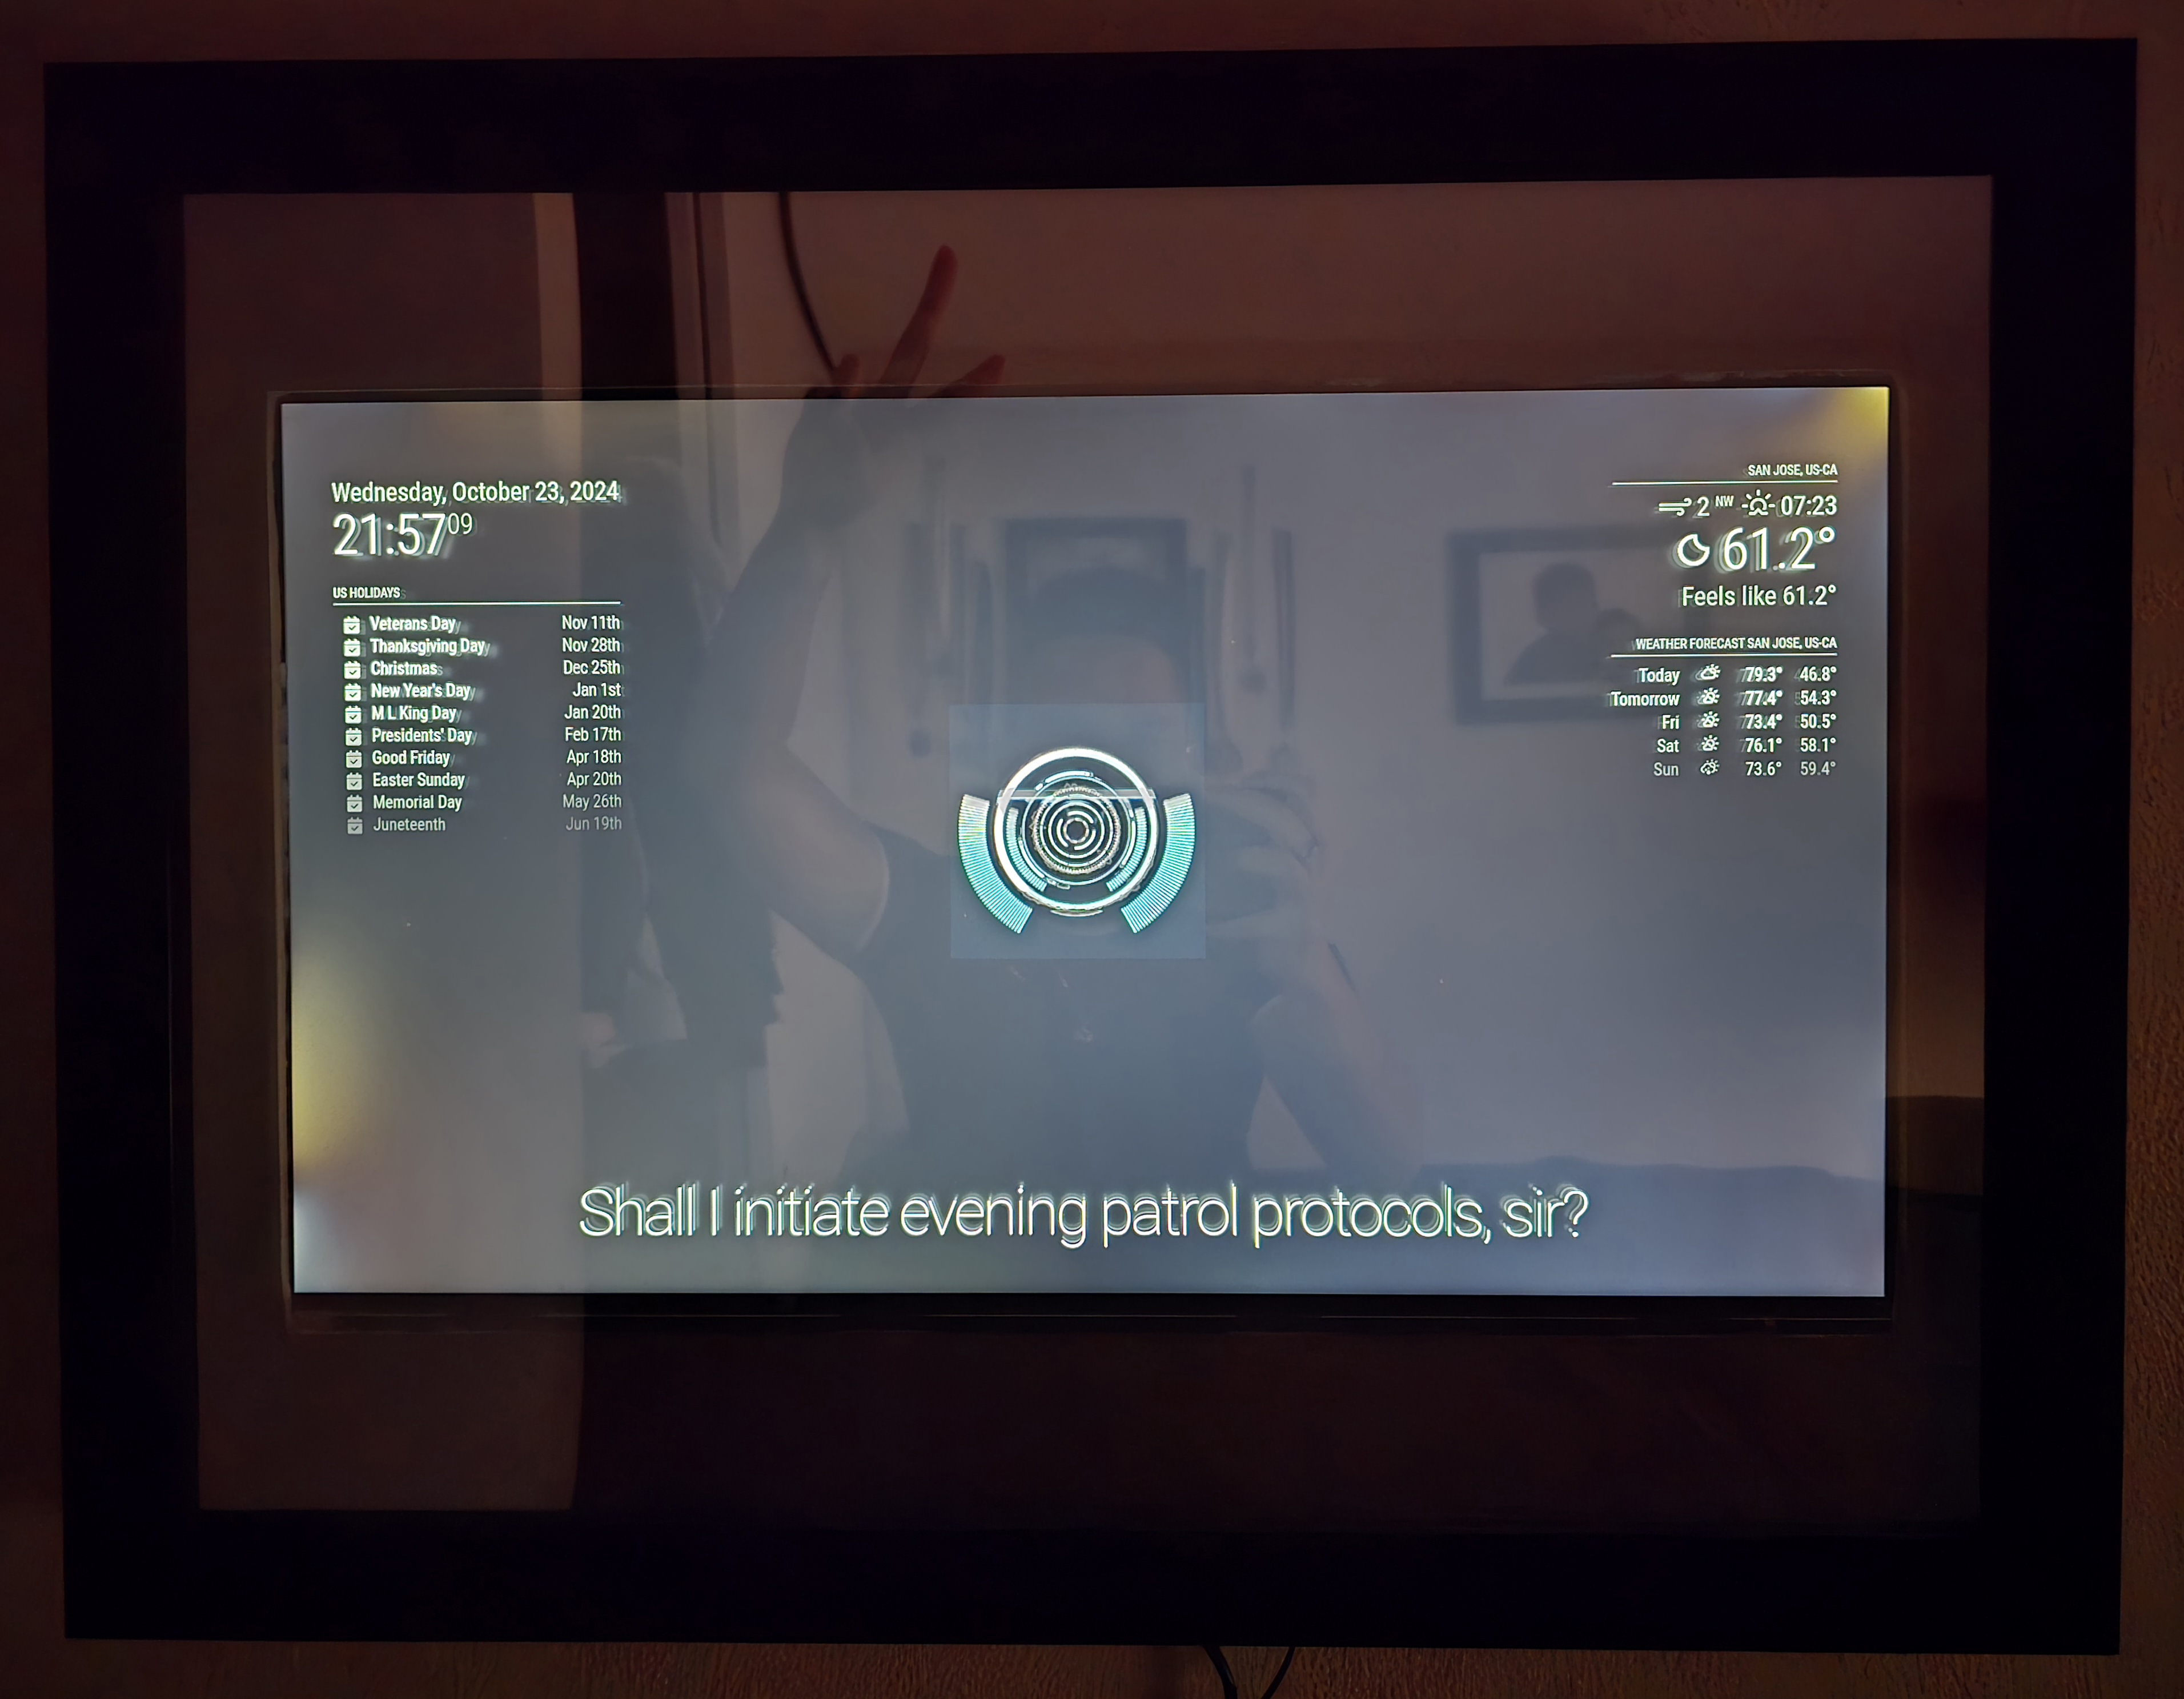 Wednesday, October 23, 2024
21:57 09
US HOLIDAYS
Veterans Day Nov 11th
Thanksgiving Day Nov 28th
Christmas Dec 25th
New Year's Day Jan 1st
M L King Day Jan 20th
Presidents' Day Feb 17th
Good Friday Apr 18th
Easter Sunday Apr 20th
Memorial Day May 26th
Juneteenth Jun 19th
SAN JOSE, US-CA
2 NW 07:23
61.2°
Feels like 61.2°
WEATHER FORECAST SAN JOSE, US-CA
Today 79.3° 46.8°
Tomorrow 77.4° 54.3°
Fri 73.4° 50.5°
Sat 76.1° 58.1°
Sun 73.6° 59.4°
Shall I initiate evening patrol protocols, sir?